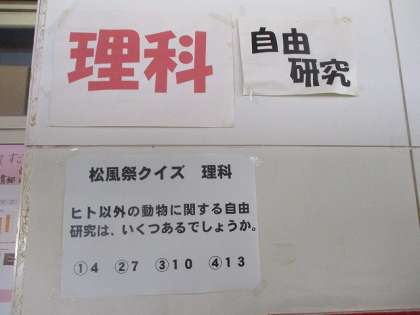 理科
自由
研究
松風祭クイズ　理科
ヒト以外の動物に関する自由
研究は、いくつあるでしょうか。
①4　②7　③10　④13